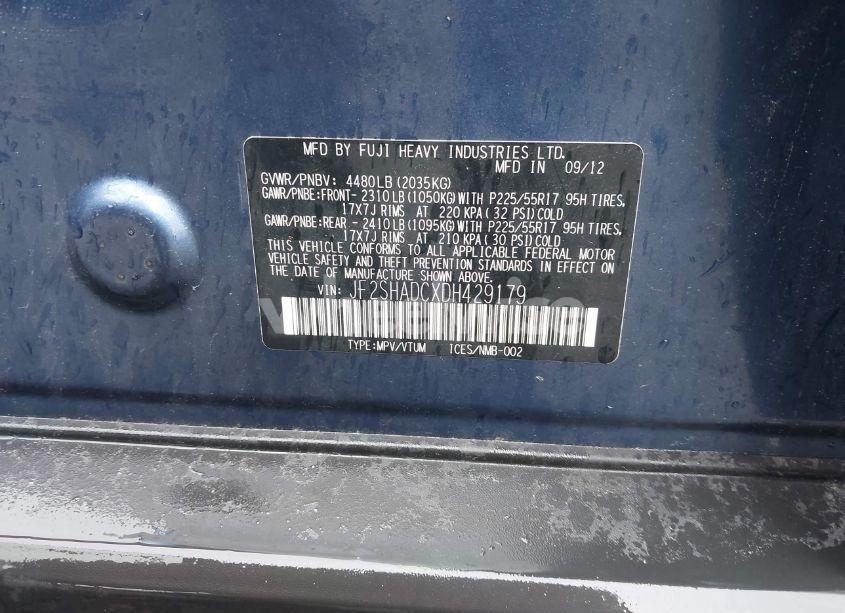 MFD BY FUJI HEAVY INDUSTRIES LTD.
MFD IN 09/12
GVWR/PNBV: 4480LB(2035KG)
GAWR/PNBE:FRONT- 2310LB(1050KG)WITH P225/55R17 95H TIRES,
17X7J RIMS AT 220 KPA( 32 PSI)COLD
GAWR/PNBE:REAR - 2410LB(1095KG)WITH P225/55R17 95H TIRES,
17X7J RIMS AT 210 KPA( 30 PSI)COLD
THIS VEHICLE CONFORMS TO ALL APPLICABLE FEDERAL MOTOR
VEHICLE SAFETY AND THEFT PREVENTION STANDARDS IN EFFECT ON
THE DATE OF MANUFACTURE SHOWN ABOVE.
VIN: JF2SHADCXDH429179
TYPE:MPV/VTUM ICES/NMB-002